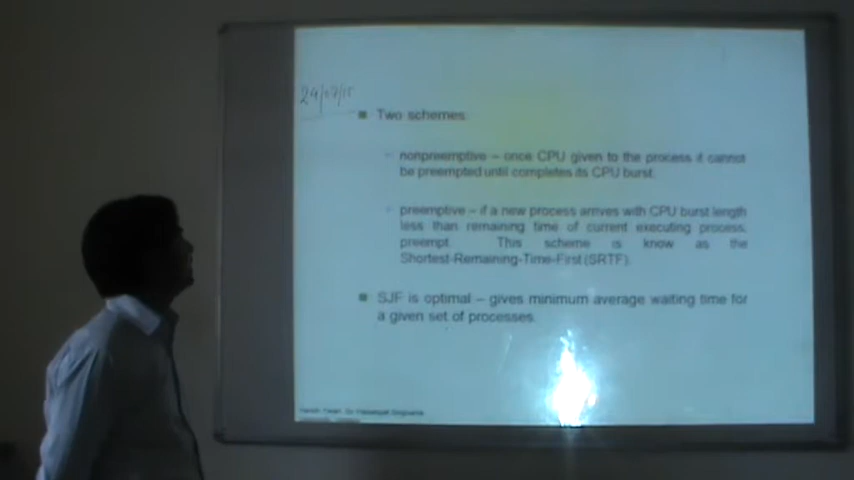 Two schemes
nonpreemptive – once CPU given to the process it cannot
be preempted until completes its CPU burst.
preemptive – if a new process arrives with CPU burst length
less than remaining time of current executing process,
preempt. This scheme is know as the
Shortest-Remaining-Time-First (SRTF).
SJF is optimal – gives minimum average waiting time for
a given set of processes.